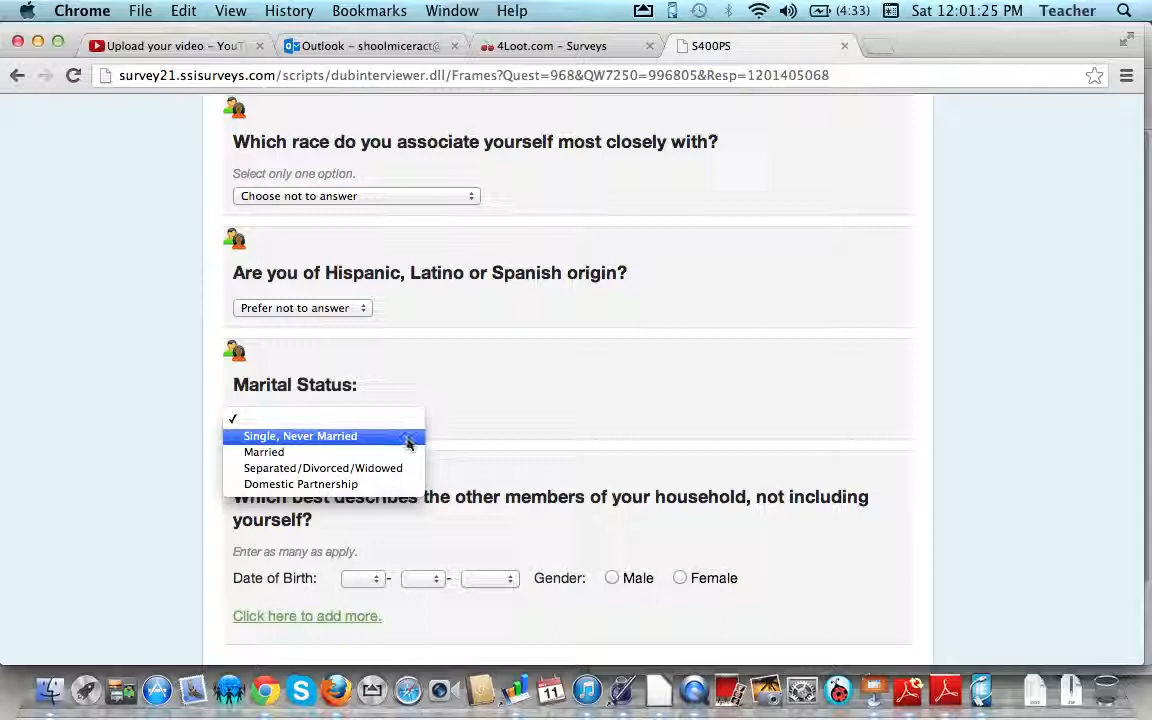 Chrome File Edit View History Bookmarks Window Help (4:33) Sat 12:01:25 PM Teacher
Upload your video - YouT Outlook - shoolmiceract@ 4Loot.com - Surveys S400PS
survey21.ssisurveys.com/scripts/dubinterviewer.dll/Frames?Quest=968&QW7250=996805&Resp=1201405068
Which race do you associate yourself most closely with?
Select only one option.
Choose not to answer
Are you of Hispanic, Latino or Spanish origin?
Prefer not to answer
Marital Status:
Single, Never Married
Married
Separated/Divorced/Widowed
Domestic Partnership
Which best describes the other members of your household, not including
yourself?
Enter as many as apply.
Date of Birth: - - Gender: Male Female
Click here to add more.
11